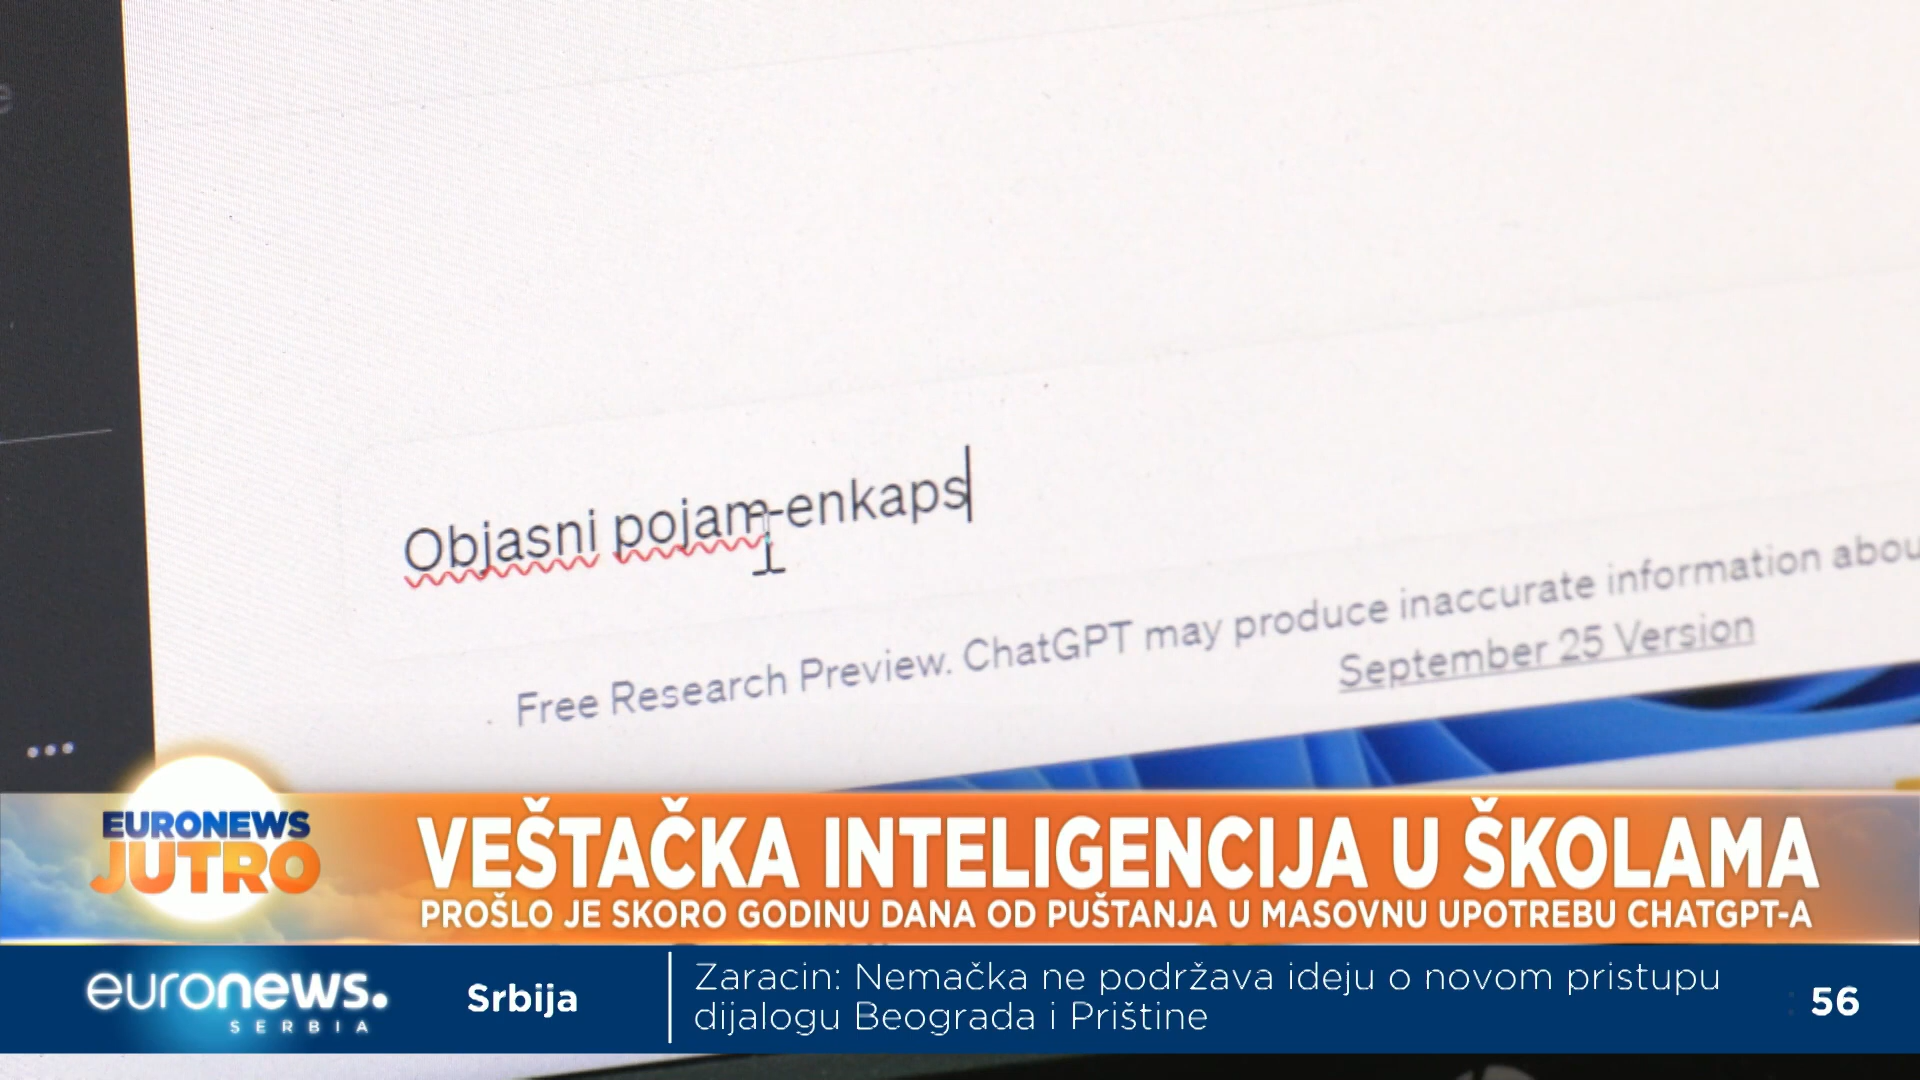 Objasni pojam-enkaps
Free Research Preview. ChatGPT may produce inaccurate information abou
September 25 Version
EURONEWS
JUTRO
VEŠTAČKA INTELIGENCIJA U ŠKOLAMA
PROŠLO JE SKORO GODINU DANA OD PUŠTANJA U MASOVNU UPOTREBU CHATGPT-A
euronews.
SERBIA
Srbija
Zaracin: Nemačka ne podržava ideju o novom pristupu
dijalogu Beograda i Prištine
56